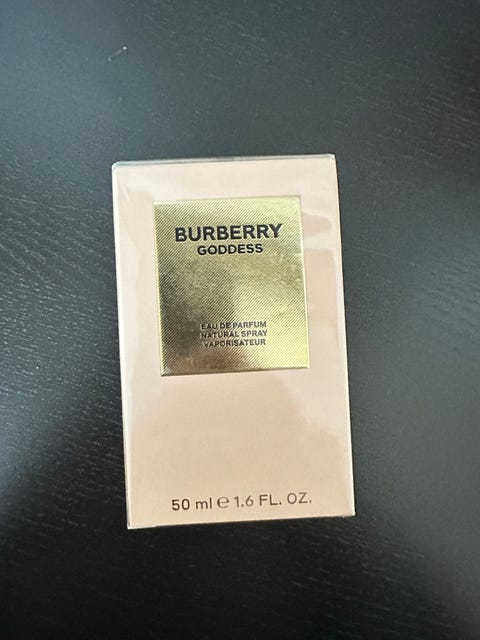 BURBERRY
GODDESS
EAU DE PARFUM
NATURAL SPRAY
VAPORISATEUR
50 ml ℮ 1.6 FL. OZ.